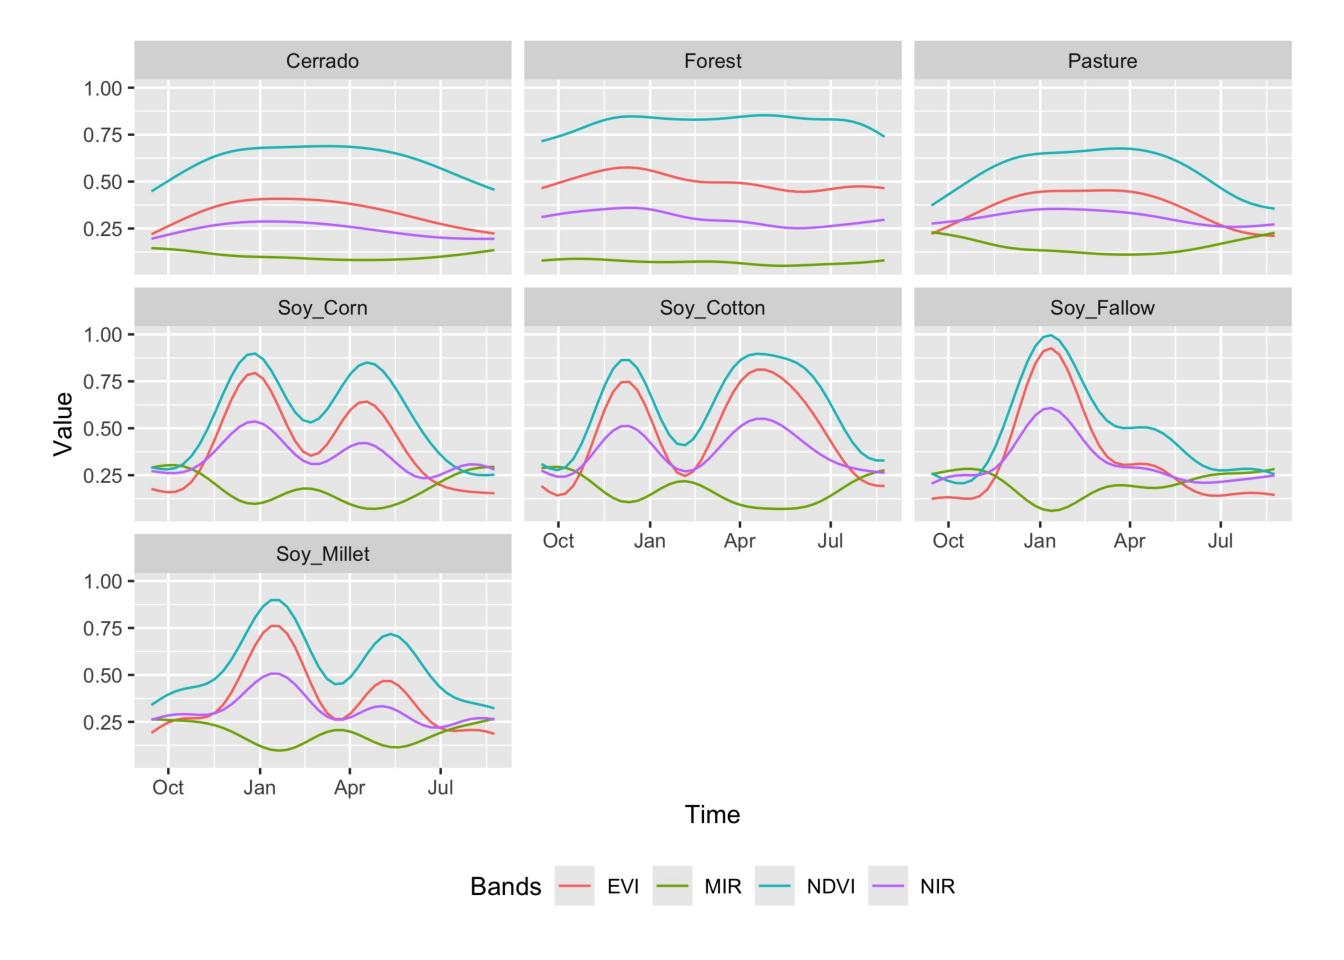 Cerrado Forest Pasture
1.00
0.75
0.50
0.25
Soy_Corn Soy_Cotton Soy_Fallow
1.00
0.75
0.50
0.25
Oct Jan Apr Jul Oct Jan Apr Jul
Value
Soy_Millet
1.00
0.75
0.50
0.25
Oct Jan Apr Jul
Time
Bands EVI MIR NDVI NIR